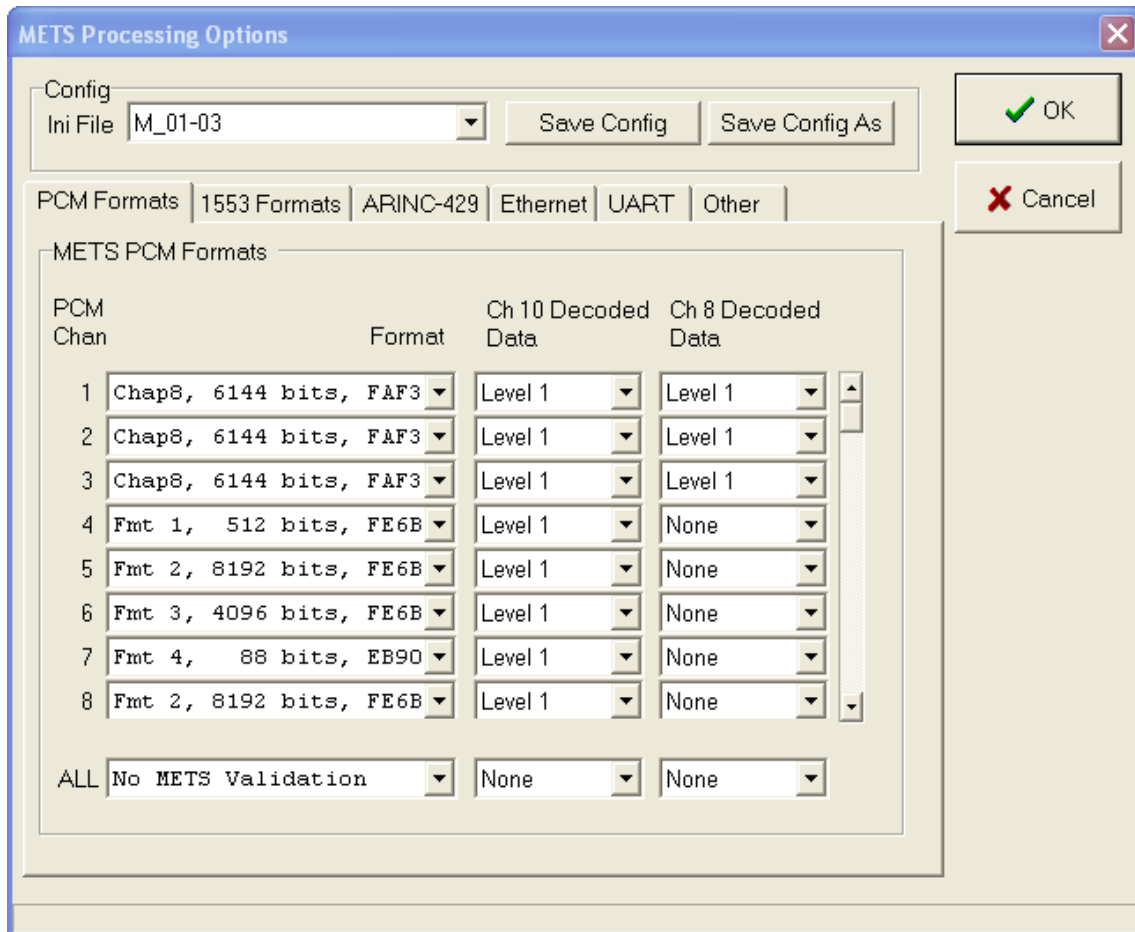 METS Processing Options
Config
Ini File M_01-03 Save Config Save Config As
OK
Cancel
PCM Formats 1553 Formats ARINC-429 Ethernet UART Other
METS PCM Formats
PCM Chan Format Ch 10 Decoded Data Ch 8 Decoded Data
1 Chap8, 6144 bits, FAF3 Level 1 Level 1
2 Chap8, 6144 bits, FAF3 Level 1 Level 1
3 Chap8, 6144 bits, FAF3 Level 1 Level 1
4 Fmt 1, 512 bits, FE6B Level 1 None
5 Fmt 2, 8192 bits, FE6B Level 1 None
6 Fmt 3, 4096 bits, FE6B Level 1 None
7 Fmt 4, 88 bits, EB90 Level 1 None
8 Fmt 2, 8192 bits, FE6B Level 1 None
ALL No METS Validation None None